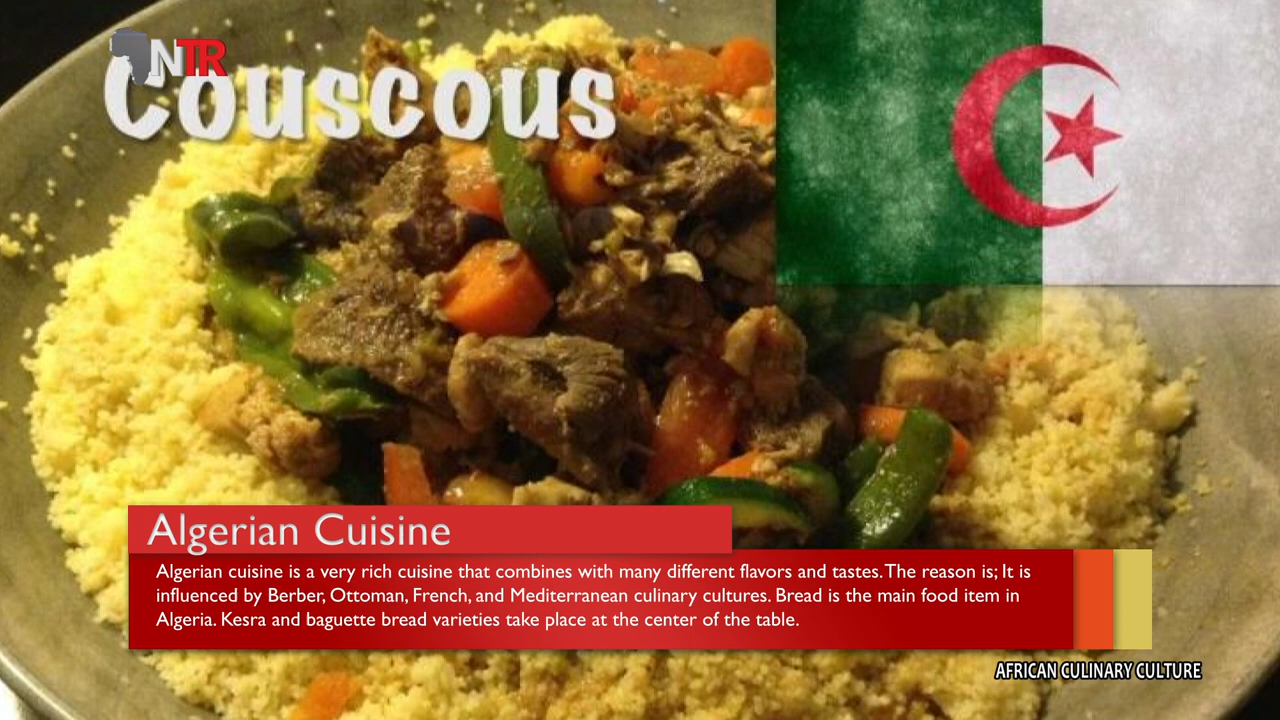 NTR
Couscous
Algerian Cuisine
Algerian cuisine is a very rich cuisine that combines with many different flavors and tastes. The reason is; It is
influenced by Berber, Ottoman, French, and Mediterranean culinary cultures. Bread is the main food item in
Algeria. Kesra and baguette bread varieties take place at the center of the table.
AFRICAN CULINARY CULTURE